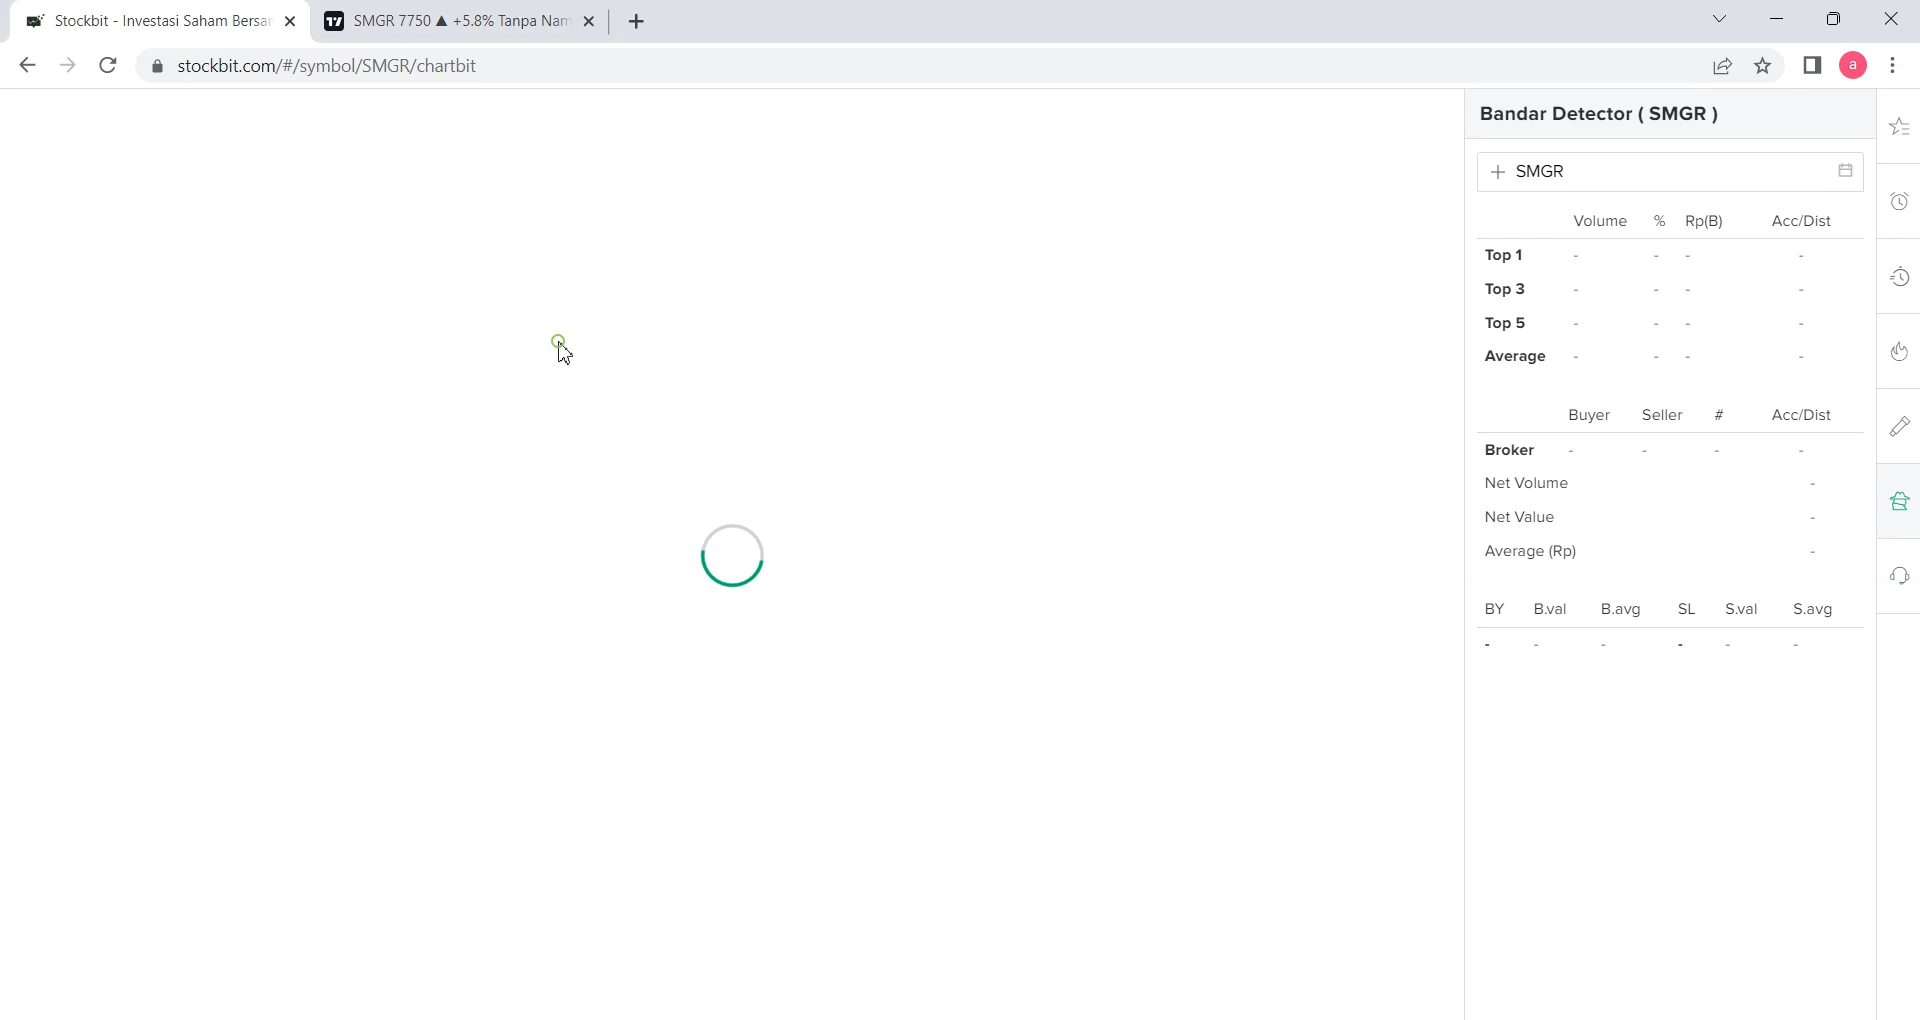 Stockbit - Investasi Saham Bersa
SMGR 7750 ▲ +5.8% Tanpa Nam
stockbit.com/#/symbol/SMGR/chartbit
a
Bandar Detector ( SMGR )
+ SMGR
Volume % Rp(B) Acc/Dist
Top 1 - - - -
Top 3 - - - -
Top 5 - - - -
Average - - - -
Buyer Seller # Acc/Dist
Broker - - - -
Net Volume -
Net Value -
Average (Rp) -
BY B.val B.avg SL S.val S.avg
- - - - - -